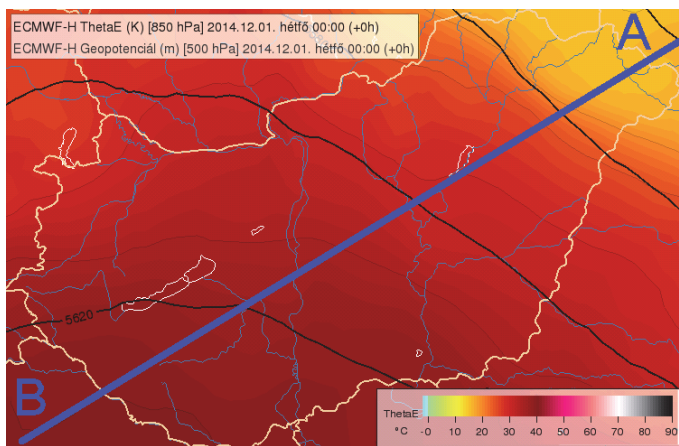 ECMWF-H ThetaE (K) [850 hPa] 2014.12.01. hétfő 00:00 (+0h)
ECMWF-H Geopotenciál (m) [500 hPa] 2014.12.01. hétfő 00:00 (+0h)
A
5620
B
ThetaE
°C -0 10 20 30 40 50 60 70 80 90